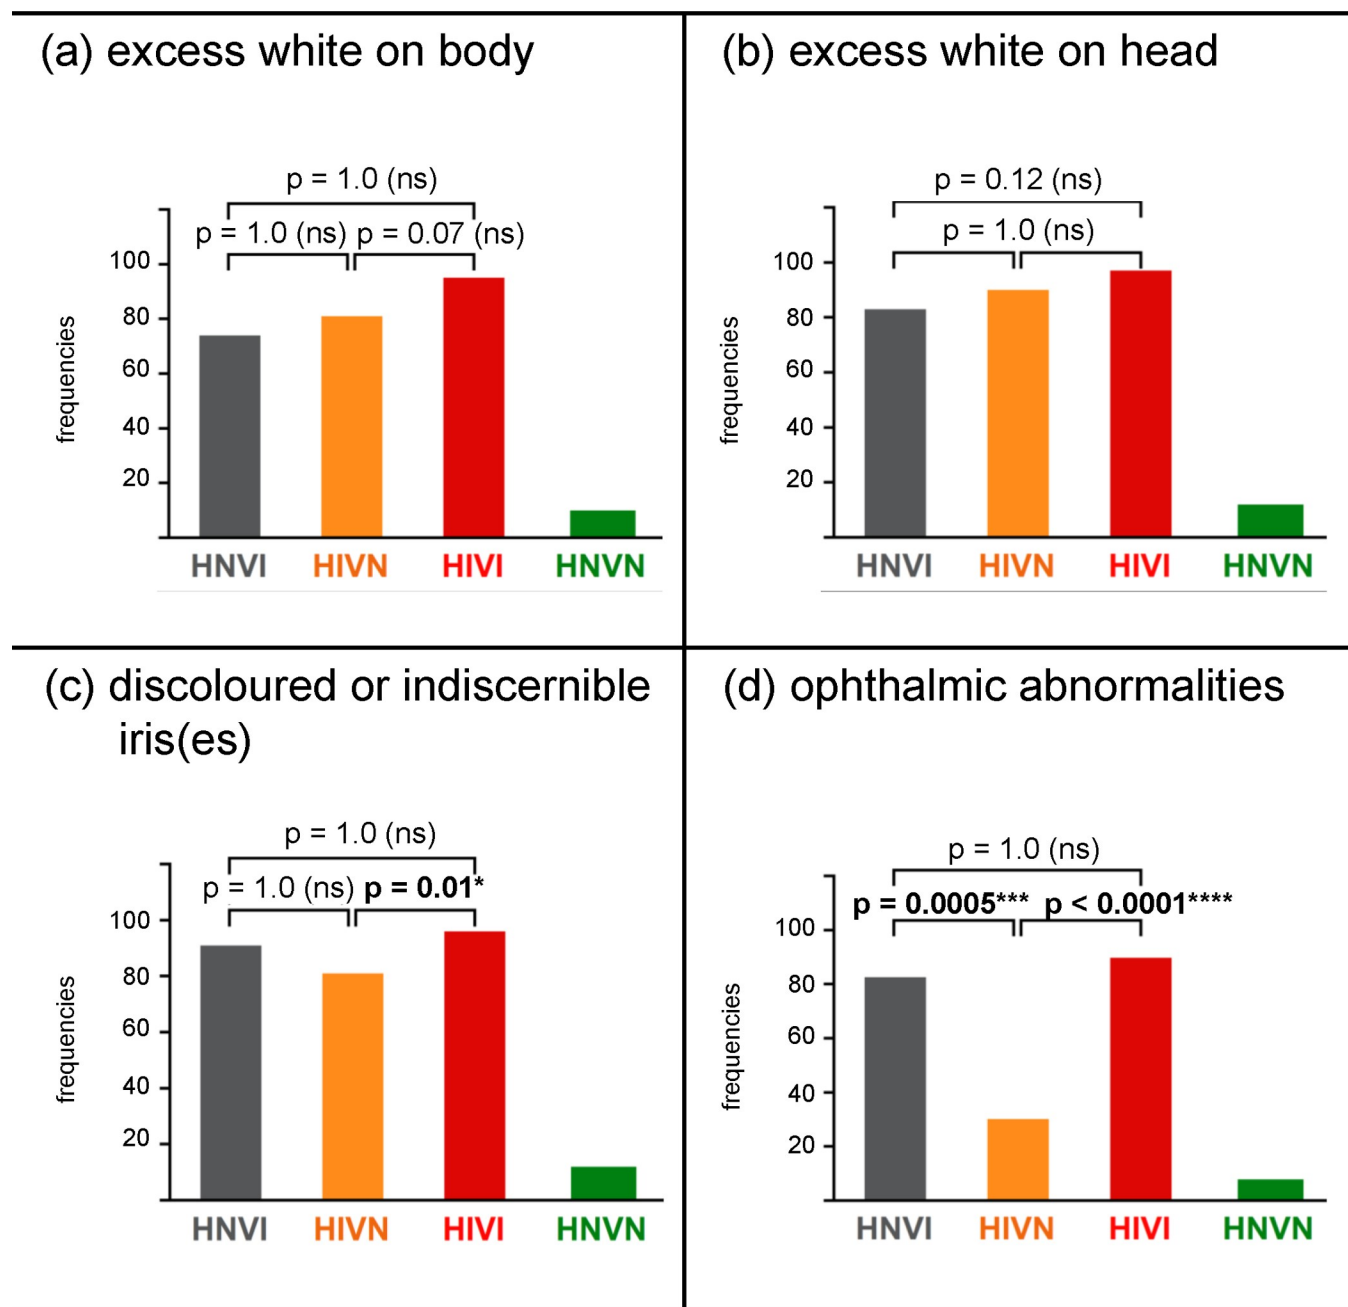 (a) excess white on body
p = 1.0 (ns)
p = 1.0 (ns) p = 0.07 (ns)
100
80
60
40
20
frequencies
HNVI HIVN HIVI HNVN
(b) excess white on head
p = 0.12 (ns)
p = 1.0 (ns)
100
80
60
40
20
frequencies
HNVI HIVN HIVI HNVN
(c) discoloured or indiscernible
iris(es)
p = 1.0 (ns)
p = 1.0 (ns) p = 0.01*
100
80
60
40
20
frequencies
HNVI HIVN HIVI HNVN
(d) ophthalmic abnormalities
p = 1.0 (ns)
p = 0.0005*** p < 0.0001****
100
80
60
40
20
frequencies
HNVI HIVN HIVI HNVN